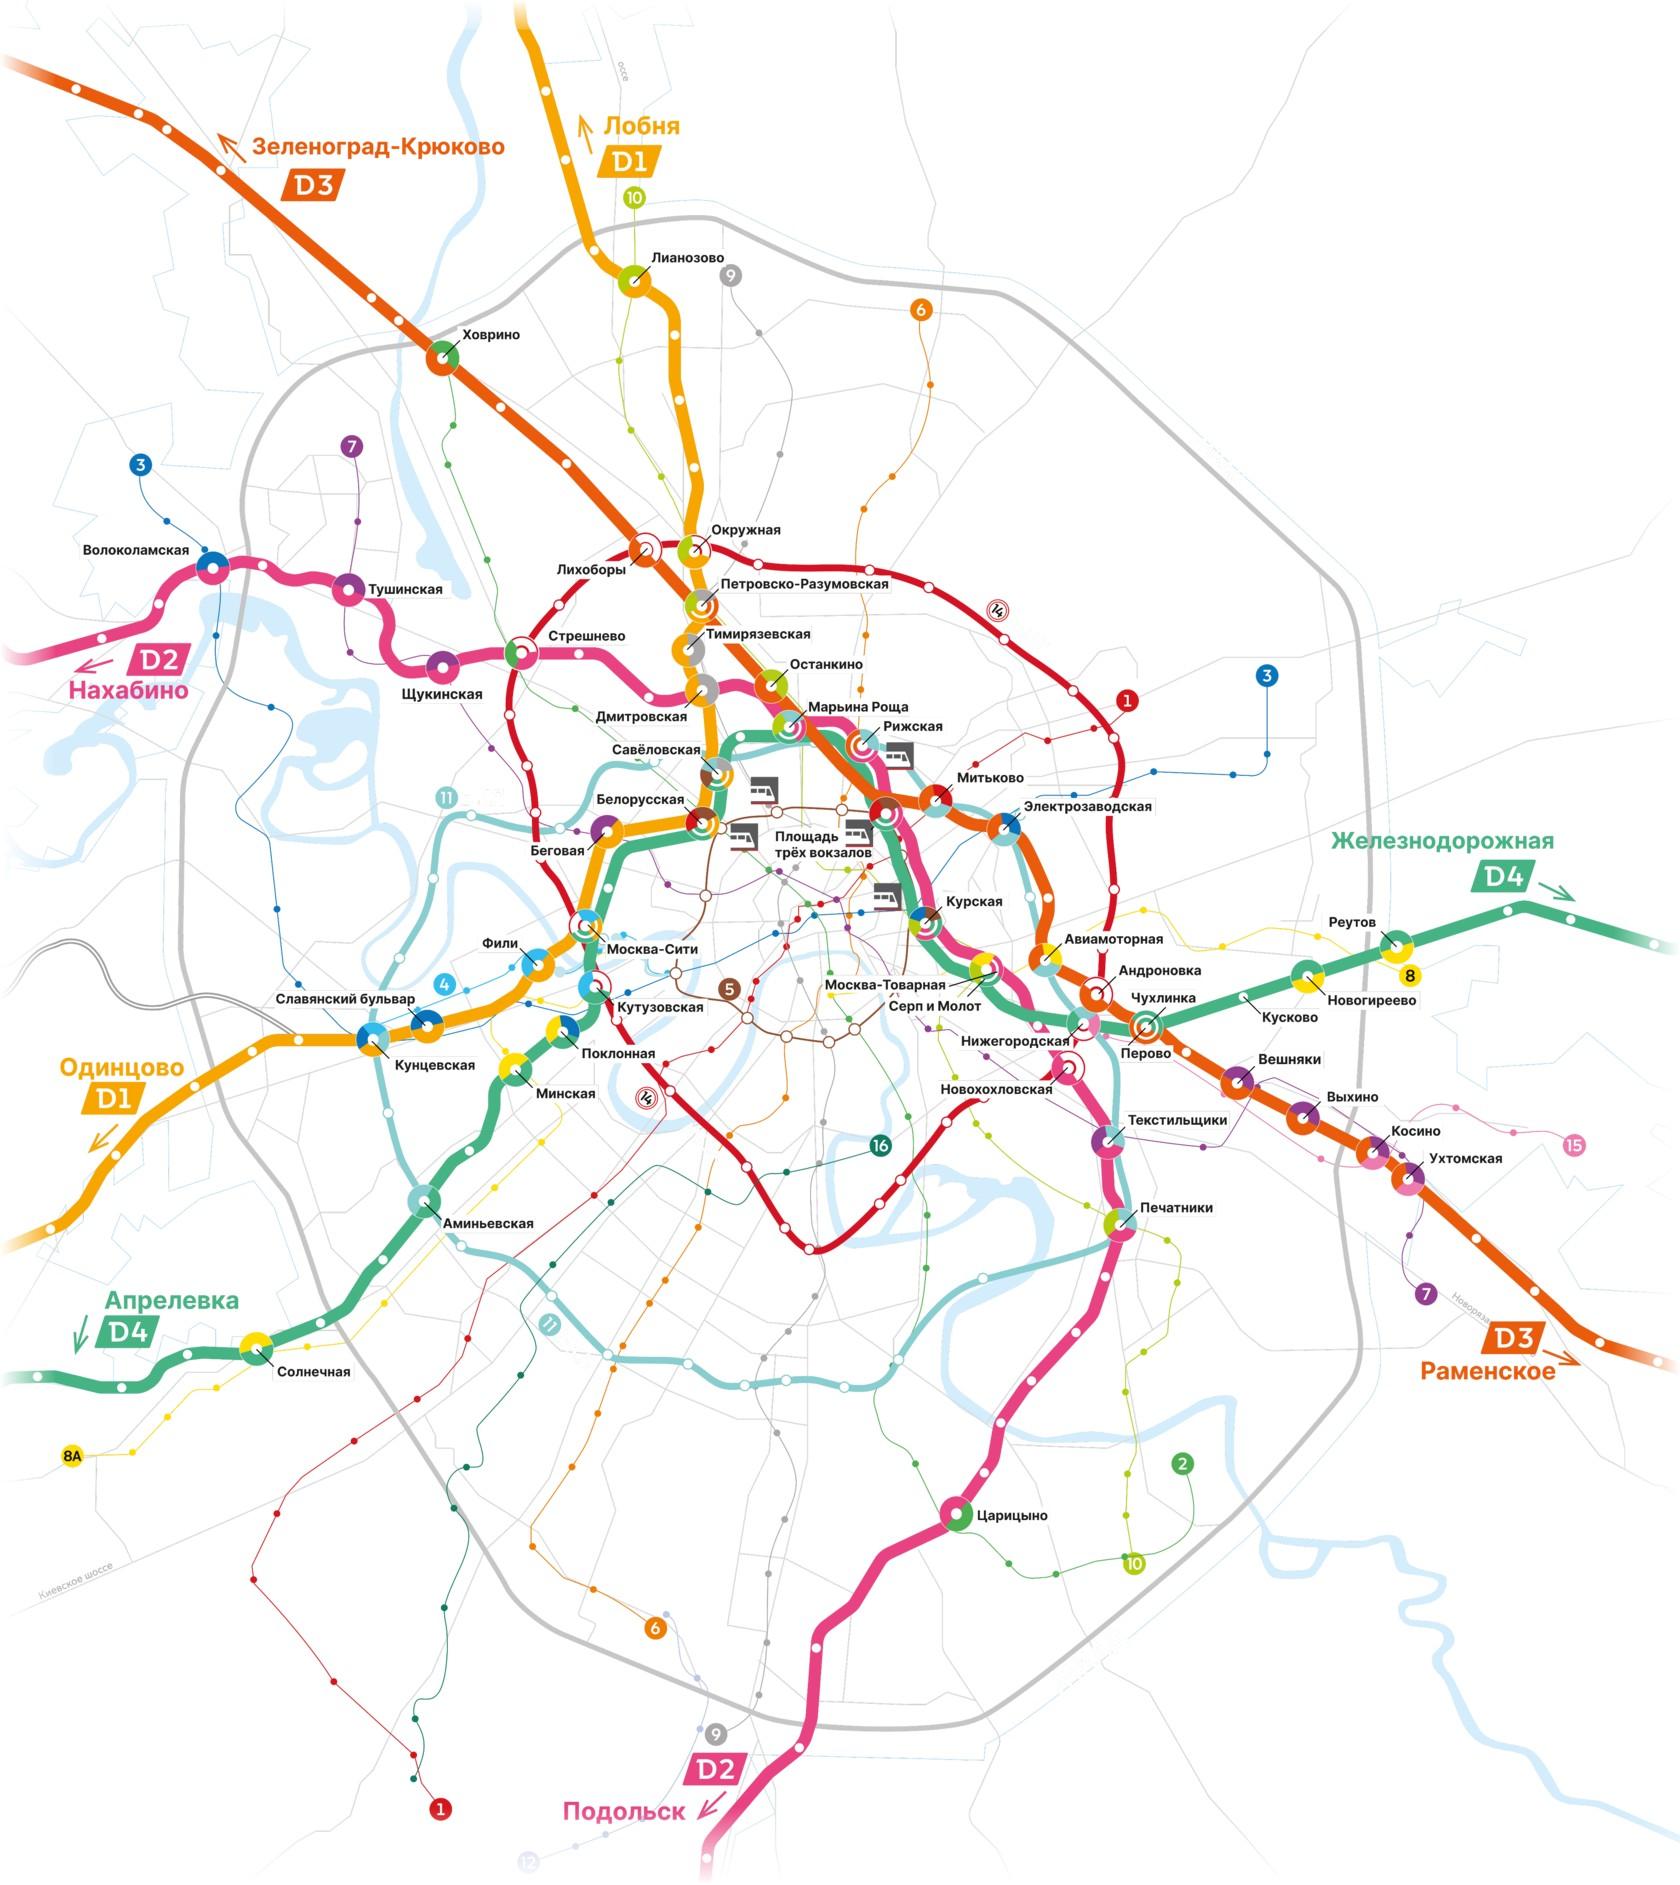 оссе
Лобня
D1
Зеленоград-Крюково
D3
10
Лианозово
9
6
Ховрино
7
3
Окружная
Волоколамская
Лихоборы
Петровско-Разумовская
Тушинская
14
Стрешнево
Тимирязевская
D2
Нахабино
Останкино
3
Щукинская
1
Дмитровская
Марьина Роща
Рижская
Савёловская
Митьково
11
Белорусская
Электрозаводская
Площадь
трёх вокзалов
Беговая
Железнодорожная
D4
Курская
Реутов
Фили
Москва-Сити
Авиамоторная
Андроновка
8
4
5
Москва-Товарная
Славянский бульвар
Чухлинка
Новогиреево
Кутузовская
Серп и Молот
Кусково
Нижегородская
Перово
Поклонная
Кунцевская
Вешняки
Одинцово
D1
Минская
14
Новохохловская
Выхино
Текстильщики
Косино
16
15
Ухтомская
Печатники
Аминьевская
Апрелевка
D4
11
7
Новоряза
D3
Раменское
Солнечная
8А
2
Царицыно
10
Киевское шоссе
6
9
D2
Подольск
1
12